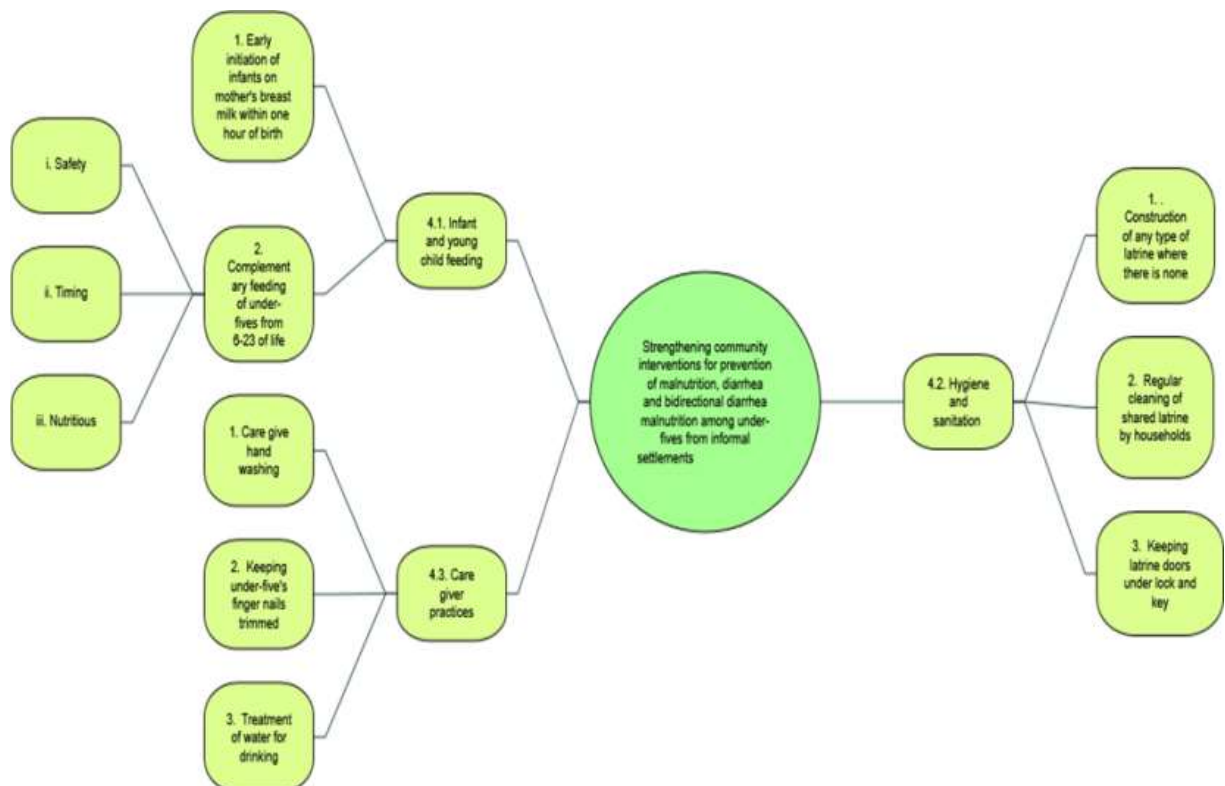 1. Early
initiation of
infants on
mother's breast
milk within one
hour of birth
i. Safety
ii. Timing
iii. Nutritious
2.
Complement
ary feeding
of under-
fives from
6-23 of life
4.1. Infant
and young
child feeding
1. Care give
hand
washing
2. Keeping
under-five's
finger nails
trimmed
3. Treatment
of water for
drinking
4.3. Care
giver
practices
Strengthening community
interventions for prevention
of malnutrition, diarrhea
and bidirectional diarrhea
malnutrition among under-
fives from informal
settlements
4.2. Hygiene
and
sanitation
1. .
Construction
of any type of
latrine where
there is none
2. Regular
cleaning of
shared latrine
by households
3. Keeping
latrine doors
under lock and
key